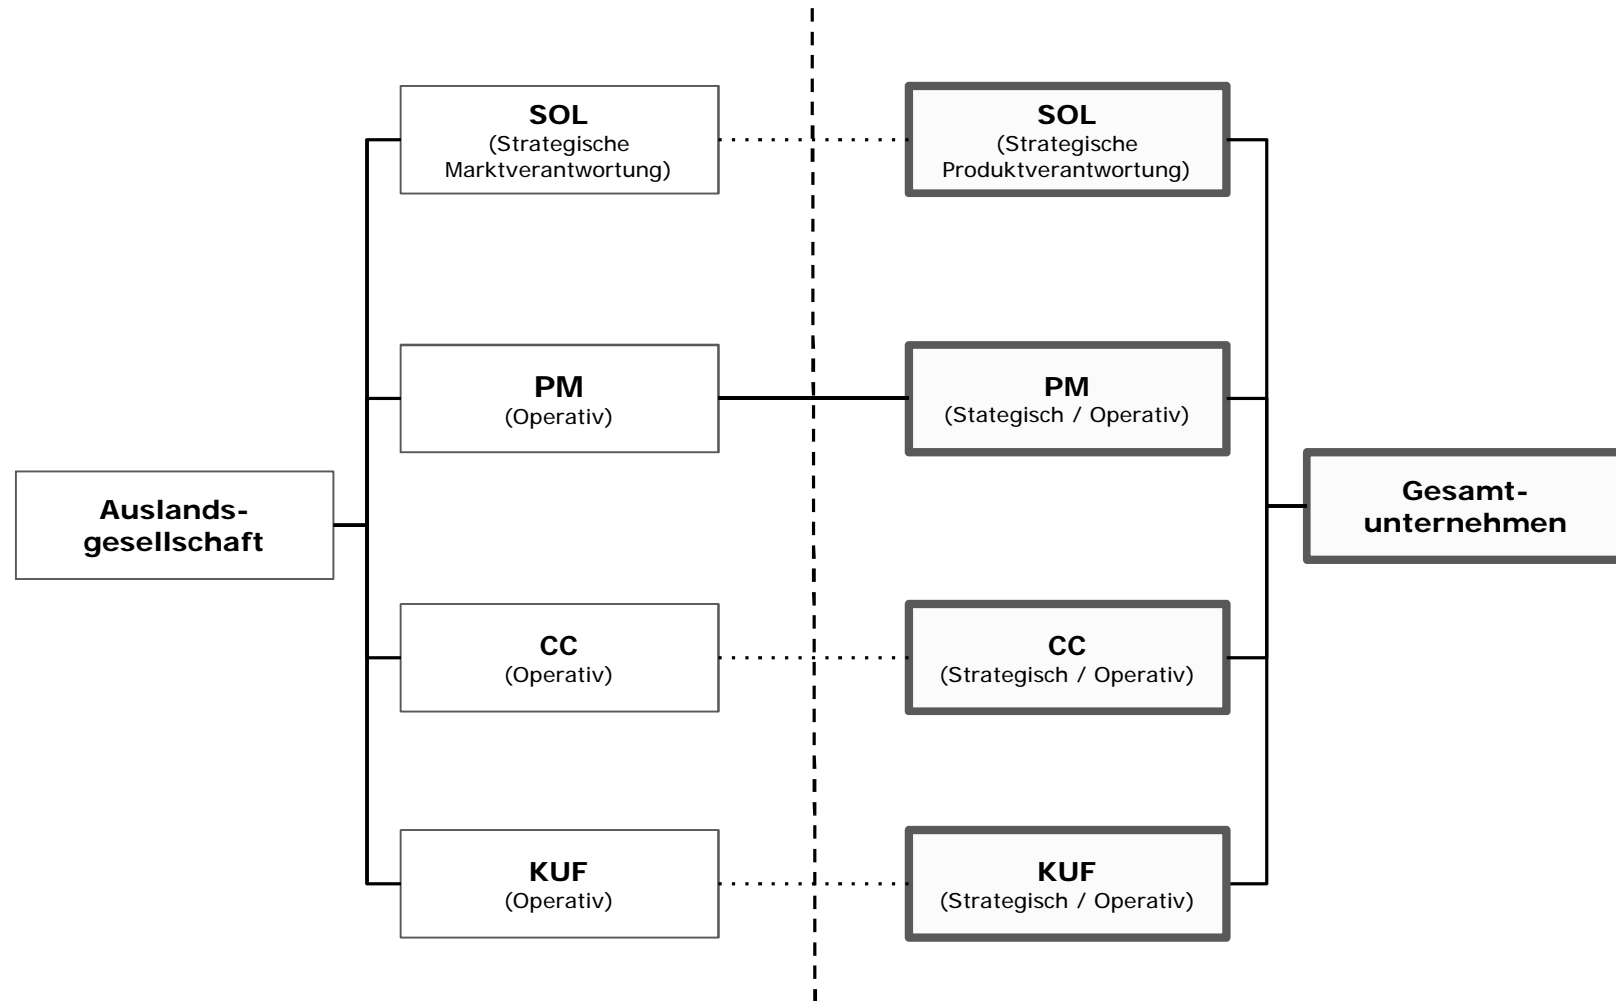 SOL
(Strategische
Marktverantwortung)
SOL
(Strategische
Produktverantwortung)
PM
(Operativ)
PM
(Stategisch / Operativ)
Auslands-
gesellschaft
Gesamt-
unternehmen
CC
(Operativ)
CC
(Strategisch / Operativ)
KUF
(Operativ)
KUF
(Strategisch / Operativ)